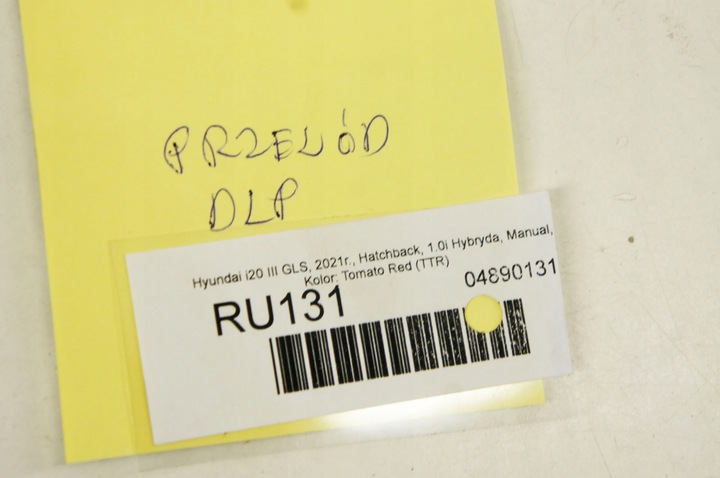 PRZEWÓD
DLP
Hyundai i20 III GLS, 2021r., Hatchback, 1.0i Hybryda, Manual,
Kolor: Tomato Red (TTR)
RU131
04890131